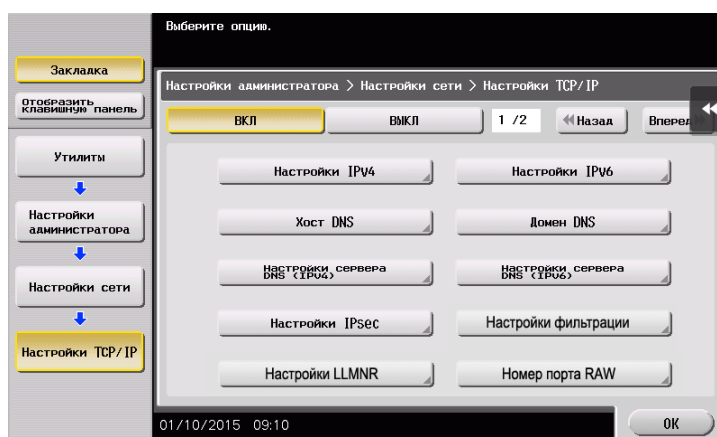 Выберите опцию.
Закладка
Отобразить
клавишную панель
Утилиты
Настройки
администратора
Настройки сети
Настройки TCP/IP
Настройки администратора > Настройки сети > Настройки TCP/IP
ВКЛ
ВЫКЛ
1 /2
Назад
Вперед
Настройки IPv4
Настройки IPv6
Хост DNS
Домен DNS
Настройки сервера
DNS (IPv4)
Настройки сервера
DNS (IPv6)
Настройки IPsec
Настройки фильтрации
Настройки LLMNR
Номер порта RAW
01/10/2015 09:10
OK